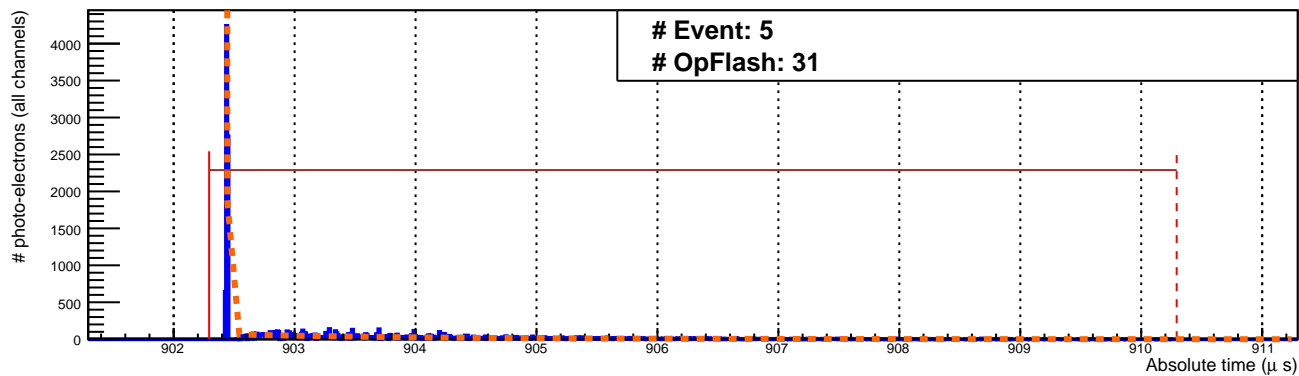 # Event: 5
# OpFlash: 31
# photo-electrons (all channels)
4000
3500
3000
2500
2000
1500
1000
500
0
902 903 904 905 906 907 908 909 910 911
Absolute time (μ s)